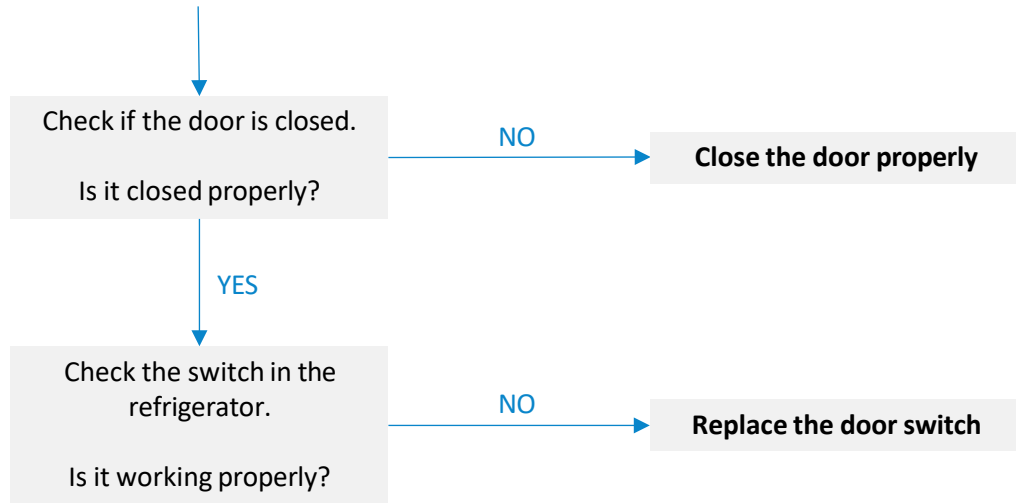 Check if the door is closed.
Is it closed properly?
NO
Close the door properly
YES
Check the switch in the
refrigerator.
Is it working properly?
NO
Replace the door switch